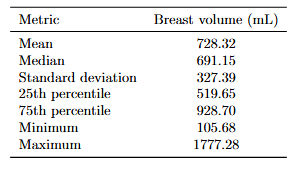 Metric Breast volume (mL)
Mean 728.32
Median 691.15
Standard deviation 327.39
25th percentile 519.65
75th percentile 928.70
Minimum 105.68
Maximum 1777.28